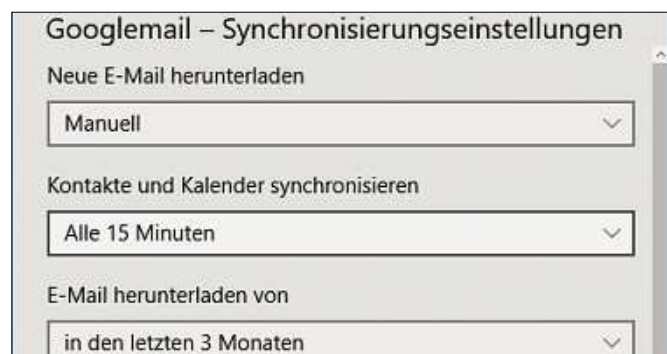 Googlemail – Synchronisierungseinstellungen
Neue E-Mail herunterladen
Manuell
Kontakte und Kalender synchronisieren
Alle 15 Minuten
E-Mail herunterladen von
in den letzten 3 Monaten